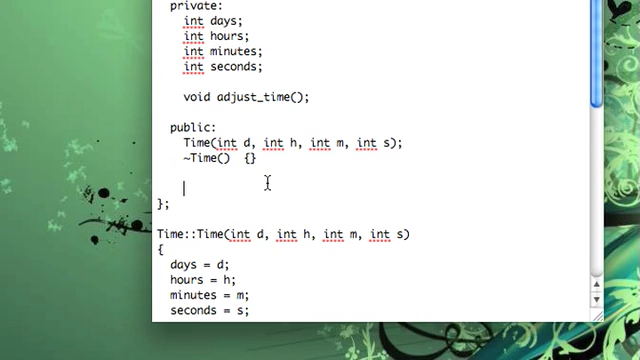 private:
int days;
int hours;
int minutes;
int seconds;
void adjust_time();
public:
Time(int d, int h, int m, int s);
~Time() {}
};
Time::Time(int d, int h, int m, int s)
{
days = d;
hours = h;
minutes = m;
seconds = s;